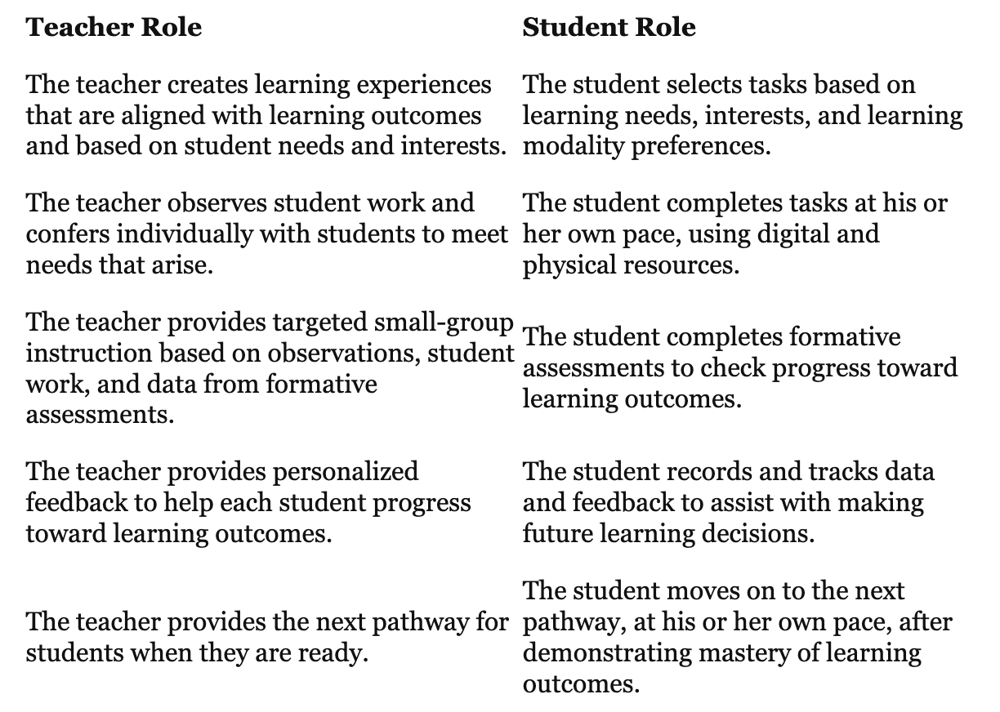 Teacher Role
Student Role
The teacher creates learning experiences
that are aligned with learning outcomes
and based on student needs and interests.
The student selects tasks based on
learning needs, interests, and learning
modality preferences.
The teacher observes student work and
confers individually with students to meet
needs that arise.
The student completes tasks at his or
her own pace, using digital and
physical resources.
The teacher provides targeted small-group
instruction based on observations, student
work, and data from formative
assessments.
The student completes formative
assessments to check progress toward
learning outcomes.
The teacher provides personalized
feedback to help each student progress
toward learning outcomes.
The student records and tracks data
and feedback to assist with making
future learning decisions.
The teacher provides the next pathway for
students when they are ready.
The student moves on to the next
pathway, at his or her own pace, after
demonstrating mastery of learning
outcomes.